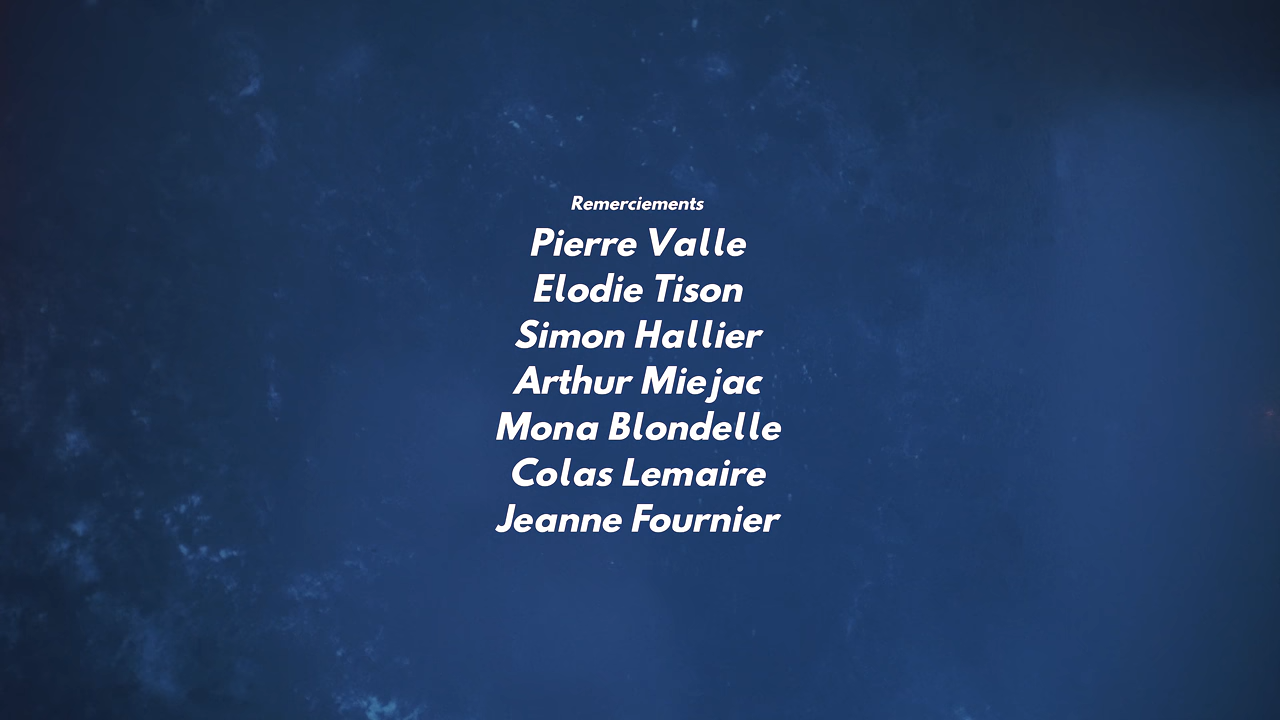 Remerciements
Pierre Valle
Elodie Tison
Simon Hallier
Arthur Miejac
Mona Blondelle
Colas Lemaire
Jeanne Fournier